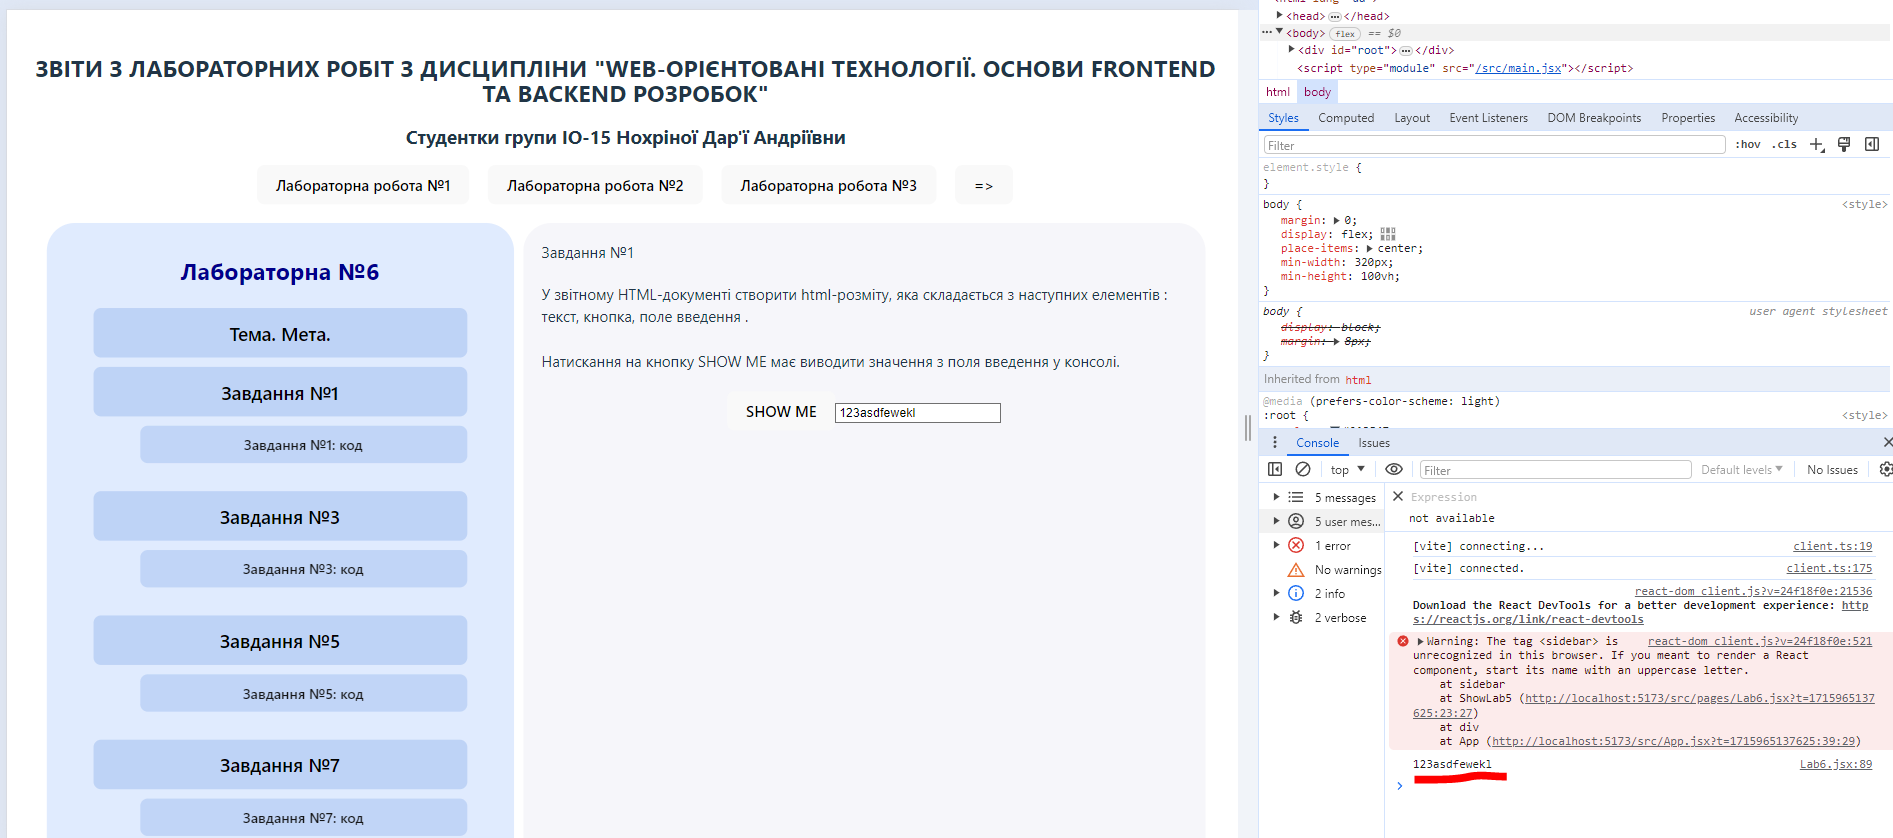 ЗВІТИ З ЛАБОРАТОРНИХ РОБІТ З ДИСЦИПЛІНИ "WEB-ОРІЄНТОВАНІ ТЕХНОЛОГІЇ. ОСНОВИ FRONTEND
ТА BACKEND РОЗРОБОК"
Студентки групи ІО-15 Нохріної Дар'ї Андріївни
Лабораторна робота №1
Лабораторна робота №2
Лабораторна робота №3
=>
Лабораторна №6
Тема. Мета.
Завдання №1
Завдання №1: код
Завдання №3
Завдання №3: код
Завдання №5
Завдання №5: код
Завдання №7
Завдання №7: код
Завдання №1
У звітному HTML-документі створити html-розміту, яка складається з наступних елементів :
текст, кнопка, поле введення .
Натискання на кнопку SHOW ME має виводити значення з поля введення у консолі.
SHOW ME
123asdfewekl
<head> ... </head>
... <body> flex == $0
<div id="root"> ... </div>
<script type="module" src="/src/main.jsx"></script>
html body
Styles Computed Layout Event Listeners DOM Breakpoints Properties Accessibility
Filter :hov .cls
element.style {
}
body { <style>
margin: 0;
display: flex;
place-items: center;
min-width: 320px;
min-height: 100vh;
}
body { user agent stylesheet
display: block;
margin: 8px;
}
Inherited from html
@media (prefers-color-scheme: light)
:root { <style>
Console Issues
top Filter Default levels No Issues
5 messages
5 user mes...
1 error
No warnings
2 info
2 verbose
Expression
not available
[vite] connecting... client.ts:19
[vite] connected. client.ts:175
react-dom client.js?v=24f18f0e:21536
Download the React DevTools for a better development experience: http
s://reactjs.org/link/react-devtools
Warning: The tag <sidebar> is react-dom client.js?v=24f18f0e:521
unrecognized in this browser. If you meant to render a React
component, start its name with an uppercase letter.
at sidebar
at ShowLab5 (http://localhost:5173/src/pages/Lab6.jsx?t=1715965137
625:23:27)
at div
at App (http://localhost:5173/src/App.jsx?t=1715965137625:39:29)
123asdfewekl Lab6.jsx:89